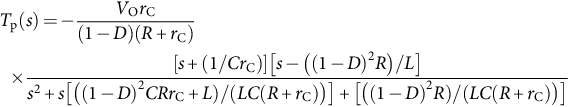 T_p(s) = − V_O r_C / (1 − D)(R + r_C)
× [s + (1/Cr_C)][s − ((1 − D)^2 R)/L] / s^2 + s[((1 − D)^2 CRr_C + L)/(LC(R + r_C))] + [((1 − D)^2 R)/(LC(R + r_C))]